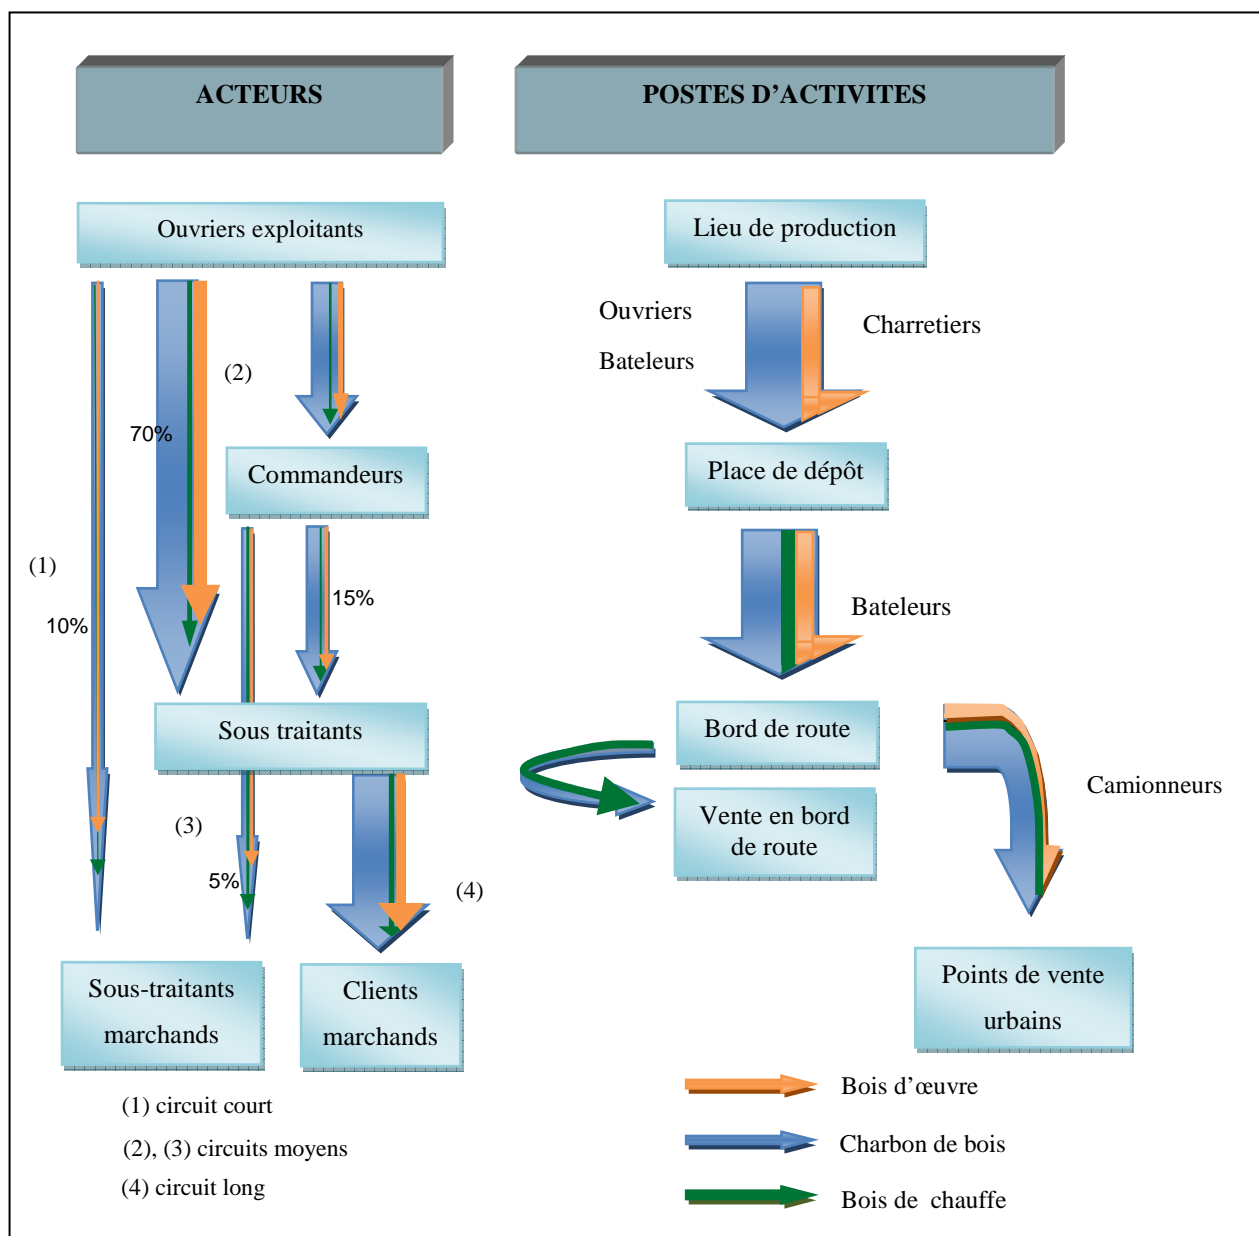 ACTEURS
POSTES D’ACTIVITES
Ouvriers exploitants
Lieu de production
Ouvriers
Bateleurs
Charretiers
(2)
70%
Commandeurs
Place de dépôt
(1)
10%
15%
Bateleurs
Sous traitants
Bord de route
Camionneurs
Vente en bord
de route
(3)
5%
(4)
Sous-traitants
marchands
Clients
marchands
Points de vente
urbains
(1) circuit court
(2), (3) circuits moyens
(4) circuit long
Bois d’œuvre
Charbon de bois
Bois de chauffe